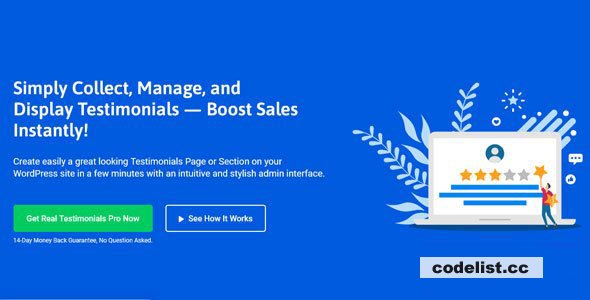 Simply Collect, Manage, and
Display Testimonials — Boost Sales
Instantly!
Create easily a great looking Testimonials Page or Section on your
WordPress site in a few minutes with an intuitive and stylish admin interface.
Get Real Testimonials Pro Now
See How It Works
14-Day Money Back Guarantee, No Question Asked.
codelist.cc